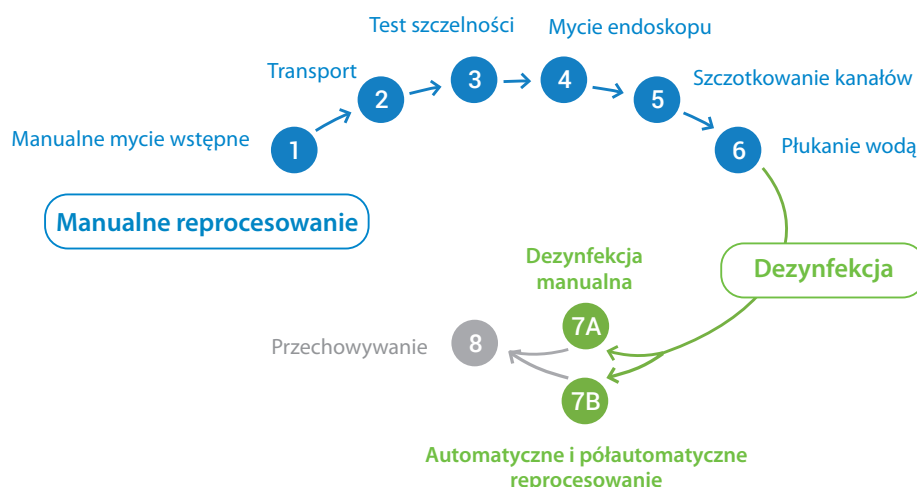 Manualne mycie wstępne
1
Transport
2
Test szczelności
3
Mycie endoskopu
4
Szczotkowanie kanałów
5
Płukanie wodą
6
Manualne reprocesowanie
Dezynfekcja
Dezynfekcja
manualna
7A
7B
Automatyczne i półautomatyczne
reprocesowanie
Przechowywanie
8